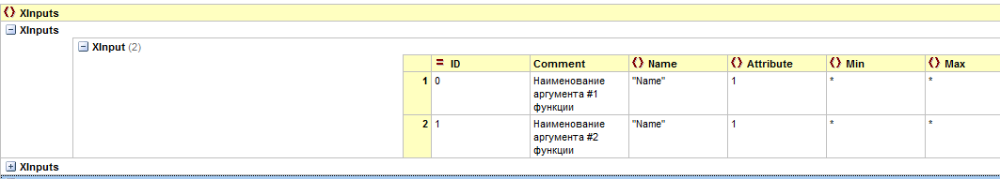 XInputs
XInputs
XInput (2)
ID Comment Name Attribute Min Max
1 0 Наименование аргумента #1 функции "Name" 1 * *
2 1 Наименование аргумента #2 функции "Name" 1 * *
XInputs